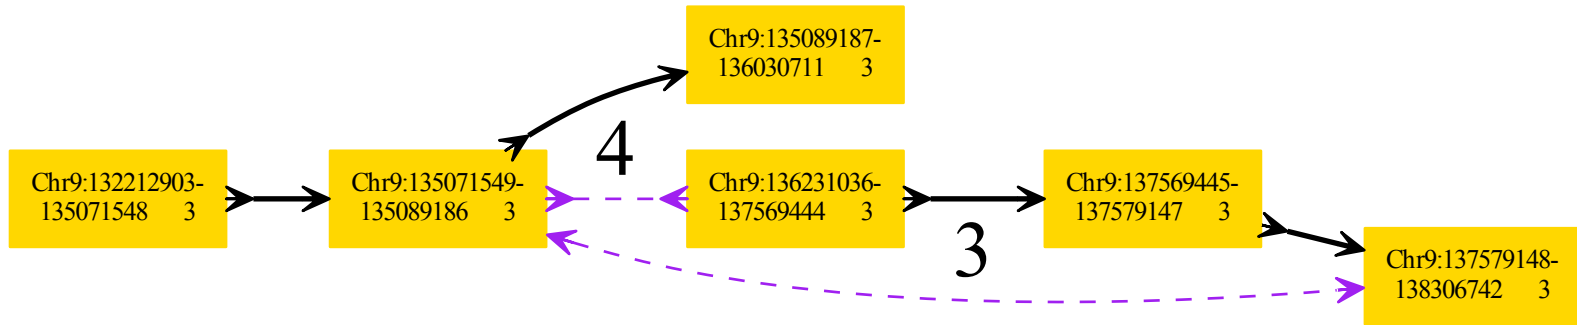 Chr9:135089187-
136030711 3
4
Chr9:132212903-
135071548 3
Chr9:135071549-
135089186 3
Chr9:136231036-
137569444 3
Chr9:137569445-
137579147 3
3
Chr9:137579148-
138306742 3